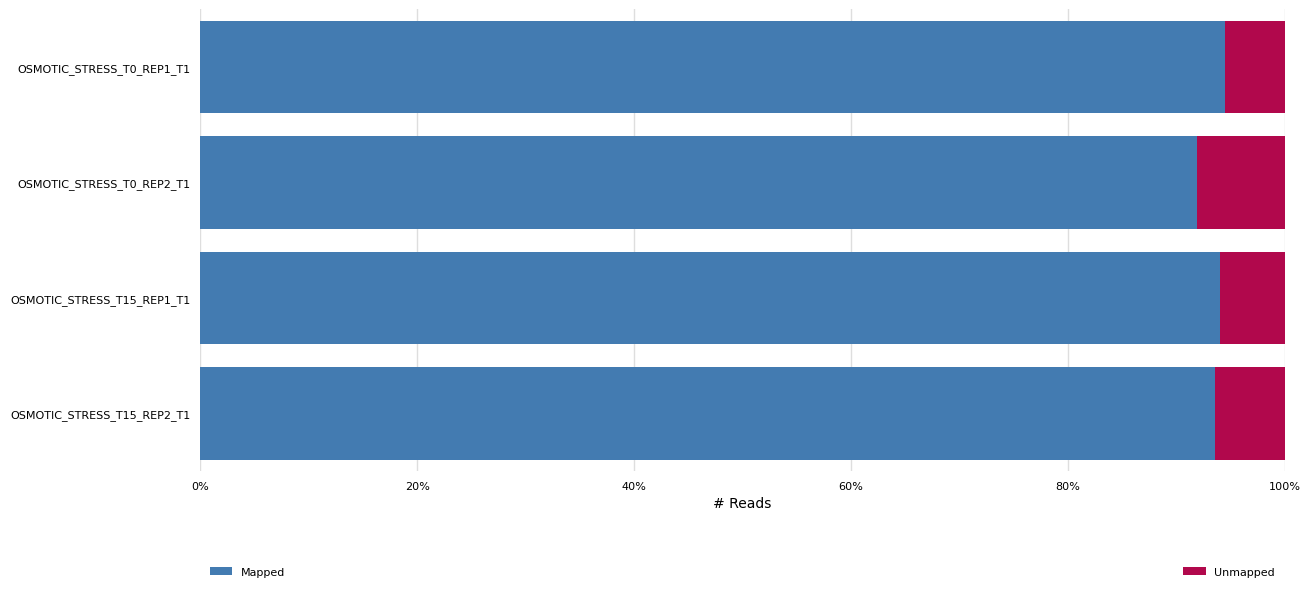 OSMOTIC_STRESS_T0_REP1_T1
OSMOTIC_STRESS_T0_REP2_T1
OSMOTIC_STRESS_T15_REP1_T1
OSMOTIC_STRESS_T15_REP2_T1
0% 20% 40% 60% 80% 100%
# Reads
Mapped Unmapped